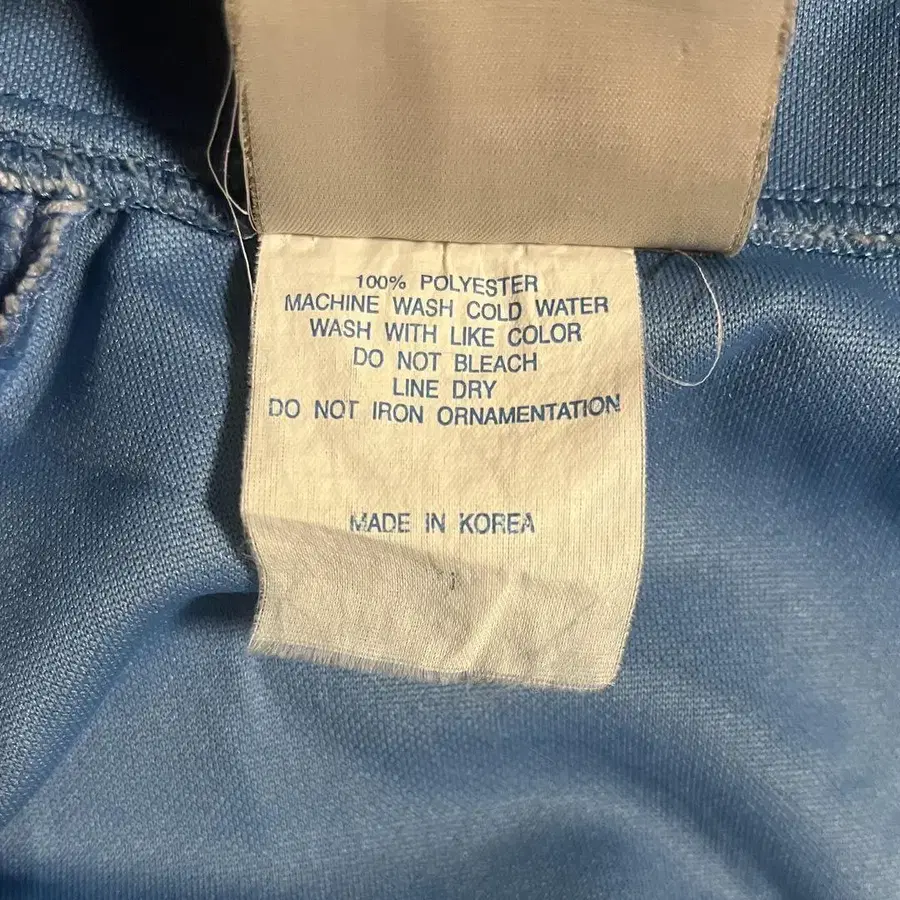 100% POLYESTER
MACHINE WASH COLD WATER
WASH WITH LIKE COLOR
DO NOT BLEACH
LINE DRY
DO NOT IRON ORNAMENTATION
MADE IN KOREA